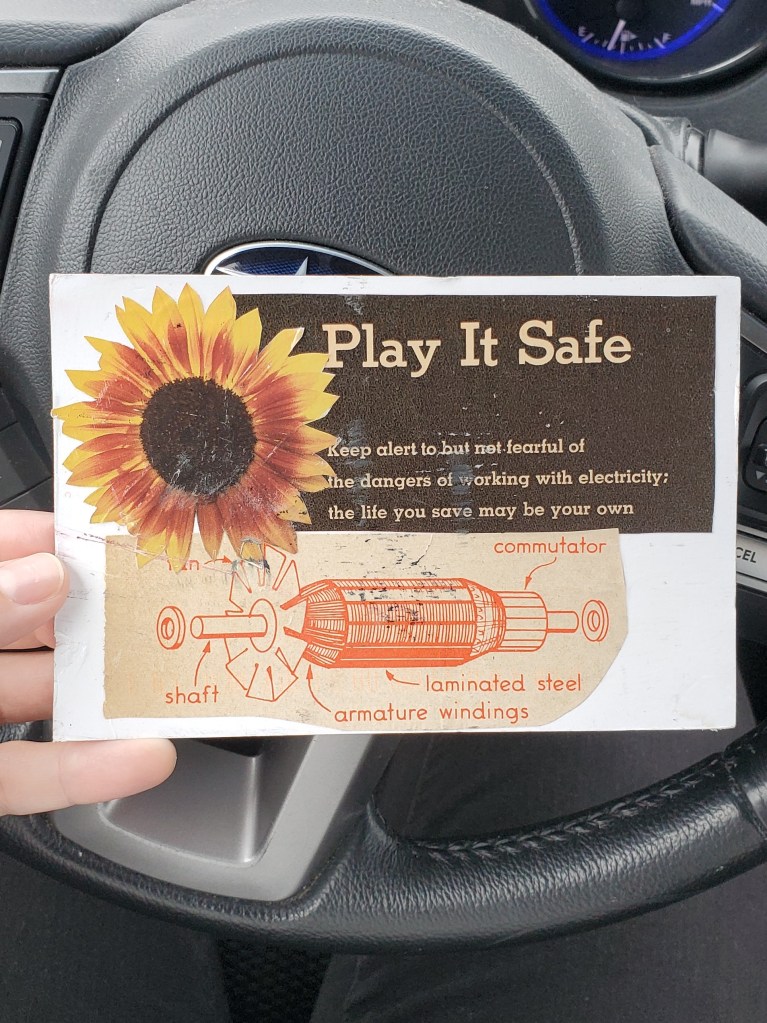 Play It Safe
Keep alert to but not fearful of
the dangers of working with electricity;
the life you save may be your own
commutator
shaft
laminated steel
armature windings
CEL